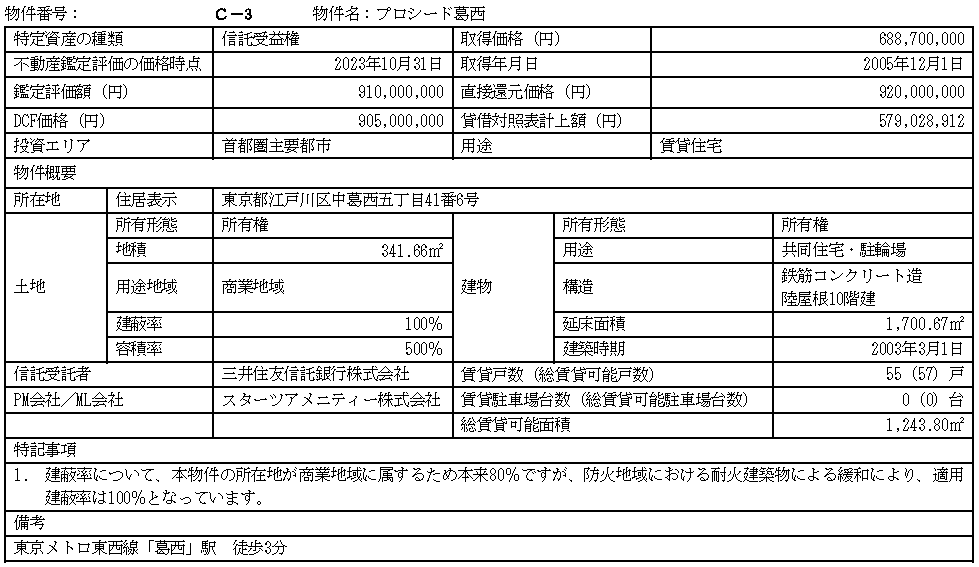 物件番号： Ｃ－3 物件名：プロシード葛西
特定資産の種類 信託受益権 取得価格（円） 688,700,000
不動産鑑定評価の価格時点 2023年10月31日 取得年月日 2005年12月1日
鑑定評価額（円） 910,000,000 直接還元価格（円） 920,000,000
DCF価格（円） 905,000,000 貸借対照表計上額（円） 579,028,912
投資エリア 首都圏主要都市 用途 賃貸住宅
物件概要
所在地 住居表示 東京都江戸川区中葛西五丁目41番6号
土地 所有形態 所有権 建物 所有形態 所有権
地積 341.66㎡ 用途 共同住宅・駐輪場
用途地域 商業地域 構造 鉄筋コンクリート造
陸屋根10階建
建蔽率 100％ 延床面積 1,700.67㎡
容積率 500％ 建築時期 2003年3月1日
信託受託者 三井住友信託銀行株式会社 賃貸戸数（総賃貸可能戸数） 55（57）戸
PM会社／ML会社 スターツアメニティー株式会社 賃貸駐車場台数（総賃貸可能駐車場台数） 0（0）台
総賃貸可能面積 1,243.80㎡
特記事項
1. 建蔽率について、本物件の所在地が商業地域に属するため本来80％ですが、防火地域における耐火建築物による緩和により、適用
建蔽率は100％となっています。
備考
東京メトロ東西線「葛西」駅 徒歩3分